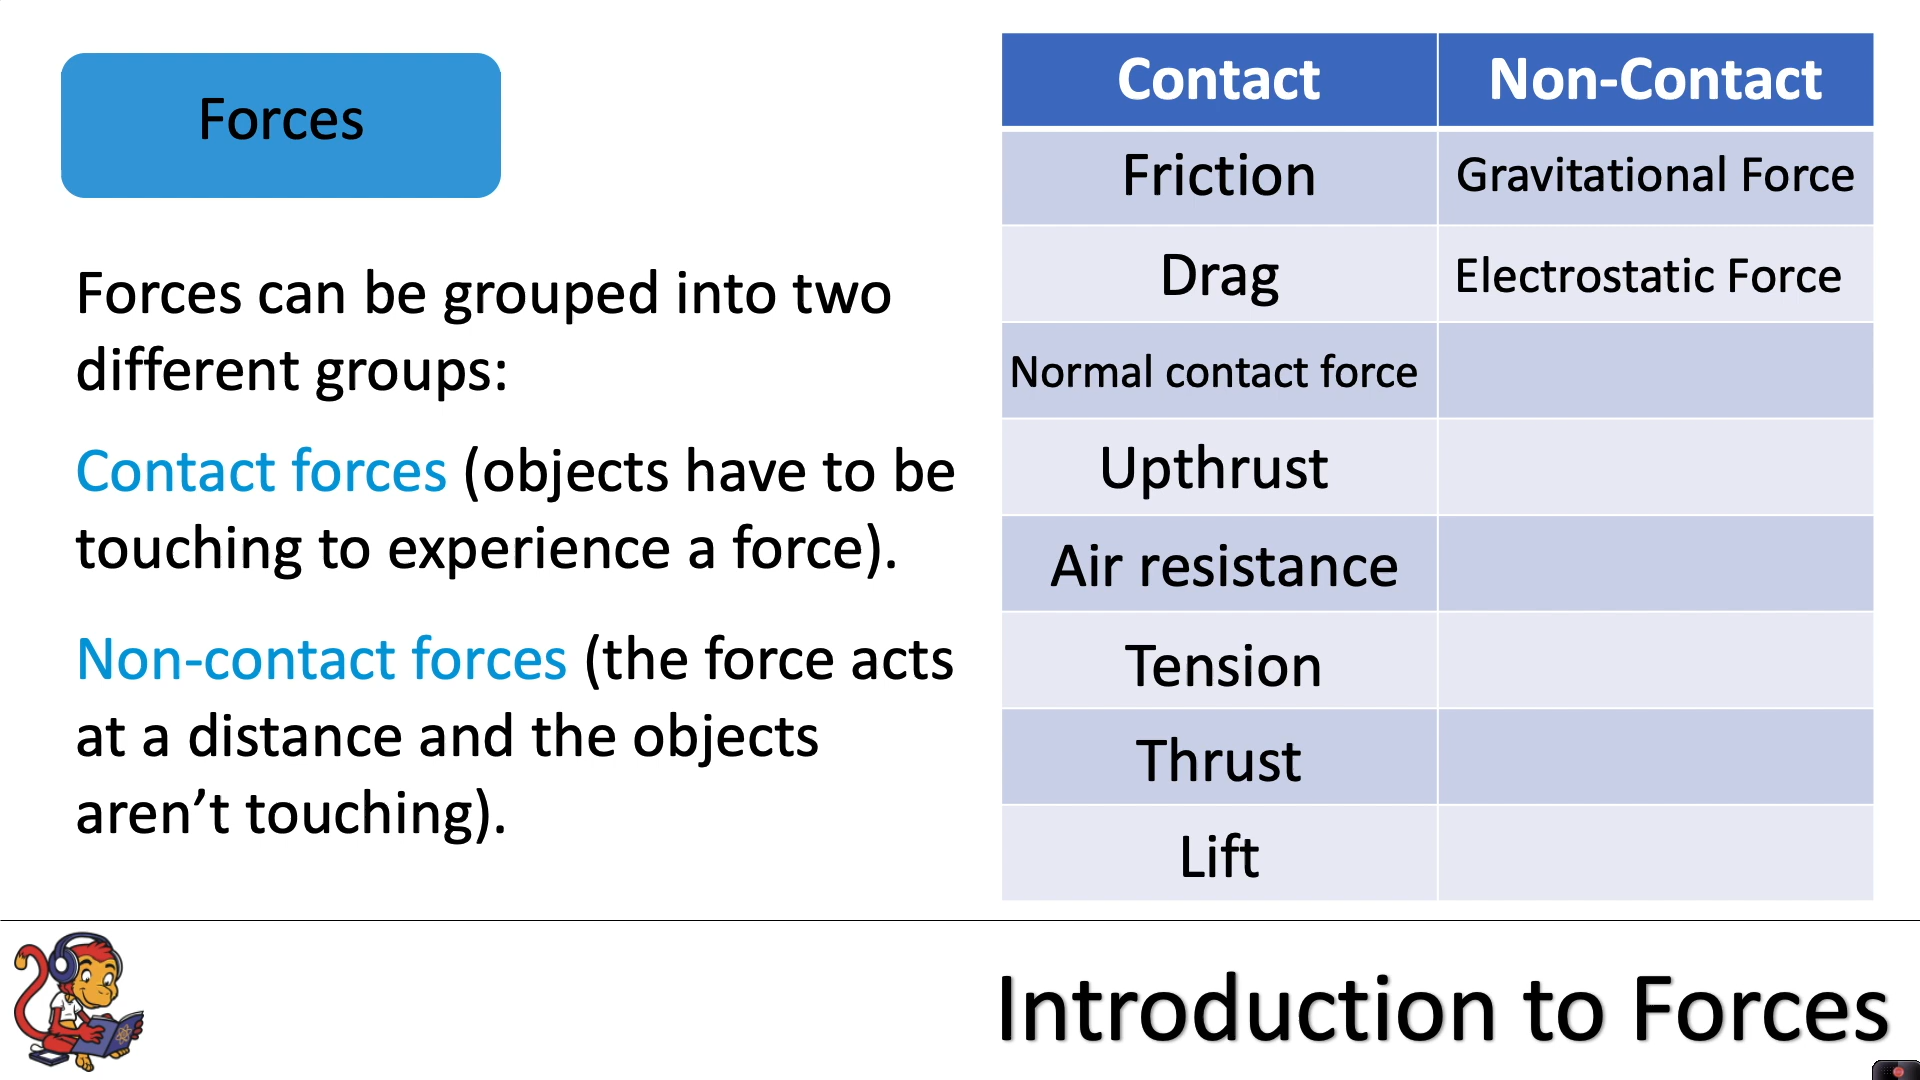 Forces
Forces can be grouped into two
different groups:
Contact forces (objects have to be
touching to experience a force).
Non-contact forces (the force acts
at a distance and the objects
aren’t touching).
Contact Non-Contact
Friction Gravitational Force
Drag Electrostatic Force
Normal contact force
Upthrust
Air resistance
Tension
Thrust
Lift
Introduction to Forces